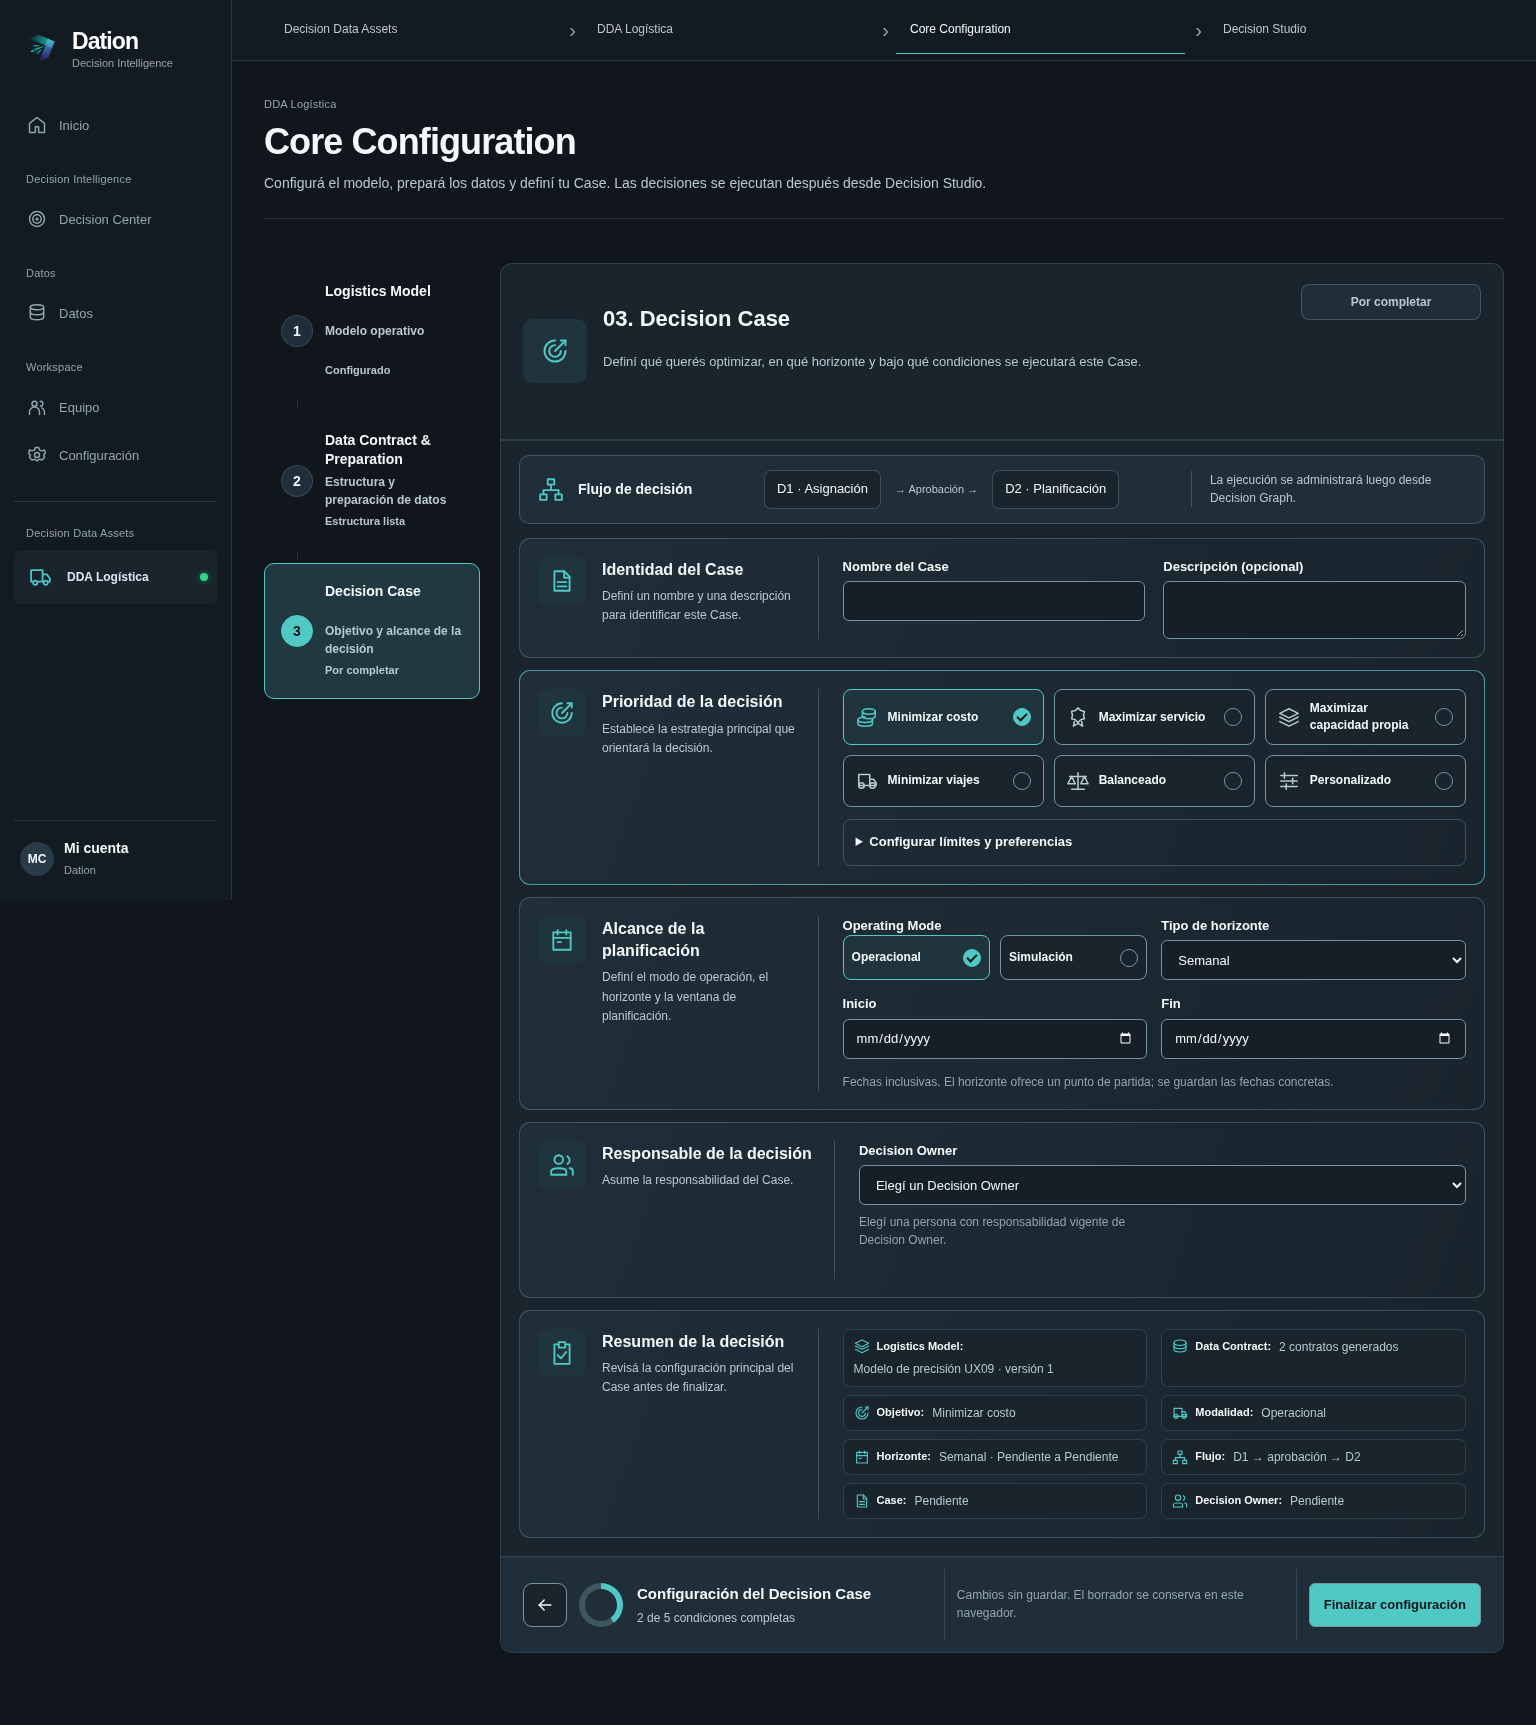 Dation
Decision Intelligence
Inicio
Decision Intelligence
Decision Center
Datos
Datos
Workspace
Equipo
Configuración
Decision Data Assets
DDA Logística
MC
Mi cuenta
Dation
Decision Data Assets › DDA Logística › Core Configuration › Decision Studio
DDA Logística
Core Configuration
Configurá el modelo, prepará los datos y definí tu Case. Las decisiones se ejecutan después desde Decision Studio.
Logistics Model
1
Modelo operativo
Configurado
Data Contract &
Preparation
2
Estructura y
preparación de datos
Estructura lista
Decision Case
3
Objetivo y alcance de la
decisión
Por completar
03. Decision Case
Por completar
Definí qué querés optimizar, en qué horizonte y bajo qué condiciones se ejecutará este Case.
Flujo de decisión
D1 · Asignación
→ Aprobación →
D2 · Planificación
La ejecución se administrará luego desde
Decision Graph.
Identidad del Case
Definí un nombre y una descripción
para identificar este Case.
Nombre del Case
Descripción (opcional)
Prioridad de la decisión
Establecé la estrategia principal que
orientará la decisión.
Minimizar costo
Maximizar servicio
Maximizar
capacidad propia
Minimizar viajes
Balanceado
Personalizado
▶ Configurar límites y preferencias
Alcance de la
planificación
Definí el modo de operación, el
horizonte y la ventana de
planificación.
Operating Mode
Operacional
Simulación
Tipo de horizonte
Semanal
Inicio
mm/dd/yyyy
Fin
mm/dd/yyyy
Fechas inclusivas. El horizonte ofrece un punto de partida; se guardan las fechas concretas.
Responsable de la decisión
Asume la responsabilidad del Case.
Decision Owner
Elegí un Decision Owner
Elegí una persona con responsabilidad vigente de
Decision Owner.
Resumen de la decisión
Revisá la configuración principal del
Case antes de finalizar.
Logistics Model:
Modelo de precisión UX09 · versión 1
Data Contract: 2 contratos generados
Objetivo: Minimizar costo
Modalidad: Operacional
Horizonte: Semanal · Pendiente a Pendiente
Flujo: D1 → aprobación → D2
Case: Pendiente
Decision Owner: Pendiente
Configuración del Decision Case
2 de 5 condiciones completas
Cambios sin guardar. El borrador se conserva en este
navegador.
Finalizar configuración